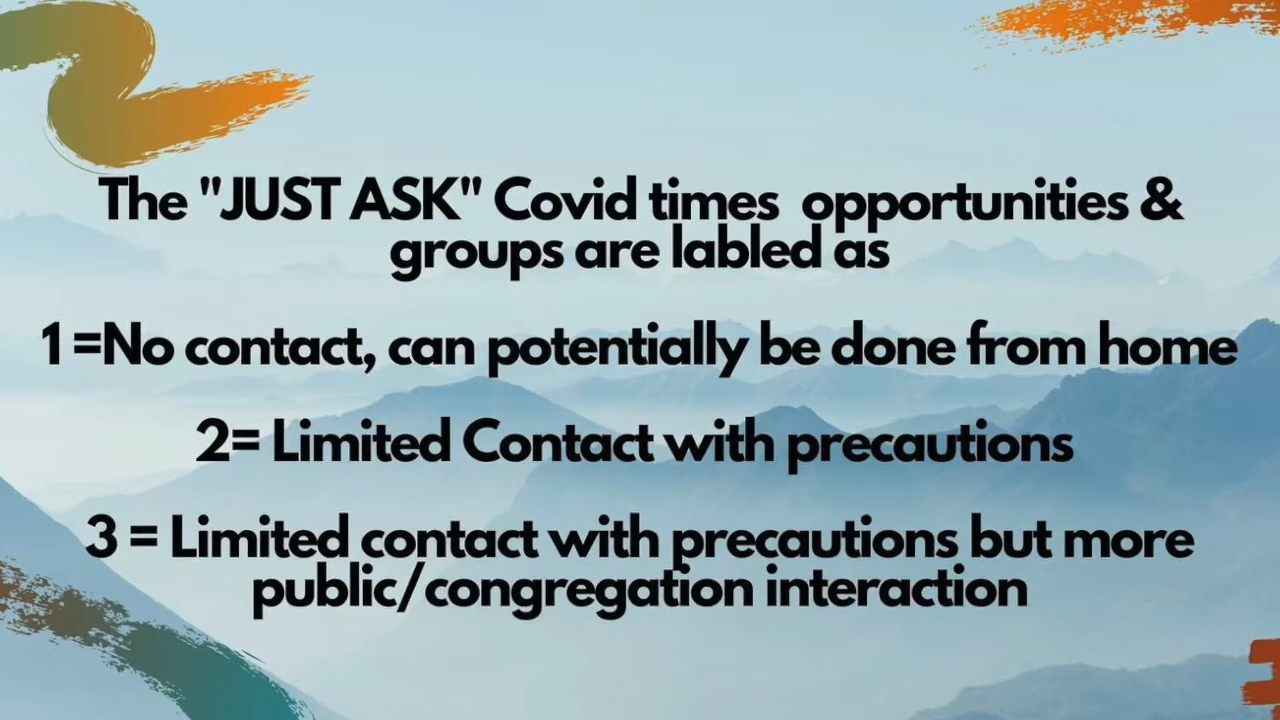 The "JUST ASK" Covid times opportunities &
groups are labled as
1 =No contact, can potentially be done from home
2= Limited Contact with precautions
3 = Limited contact with precautions but more
public/congregation interaction